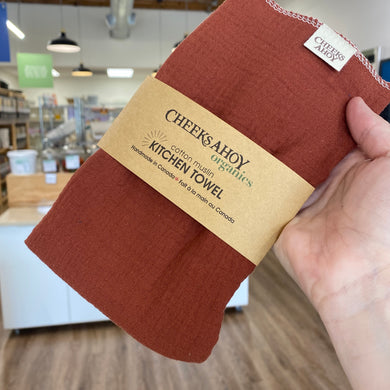 CHEEKS
AHOY
CHEEKS AHOY
organics
cotton muslin
KITCHEN TOWEL
Handmade in Canada • Fait à la main au Canada